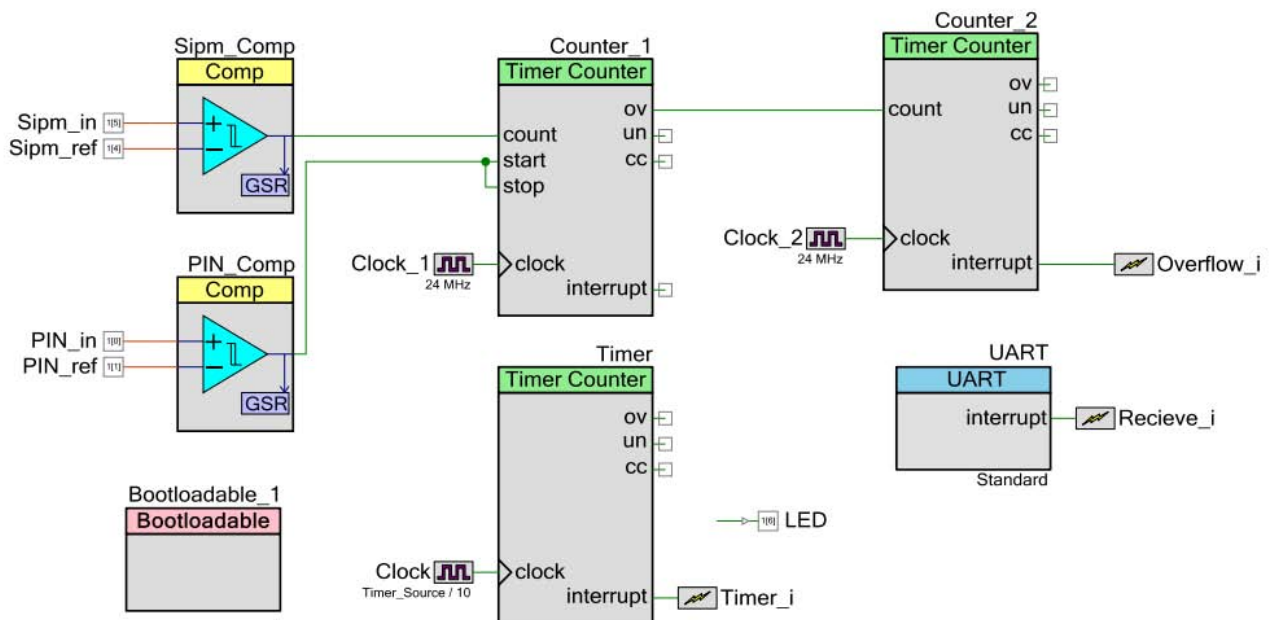 Counter_2
Timer Counter
ov
un
cc
count
clock
interrupt
Clock_2
24 MHz
Overflow_i
Sipm_Comp
Comp
Sipm_in
1[5]
Sipm_ref
1[4]
+
−
GSR
Counter_1
Timer Counter
ov
un
cc
count
start
stop
clock
interrupt
Clock_1
24 MHz
PIN_Comp
Comp
PIN_in
1[0]
PIN_ref
1[1]
+
−
GSR
Timer
Timer Counter
ov
un
cc
clock
interrupt
Clock
Timer_Source / 10
Timer_i
UART
UART
interrupt
Standard
Recieve_i
1[6]
LED
Bootloadable_1
Bootloadable